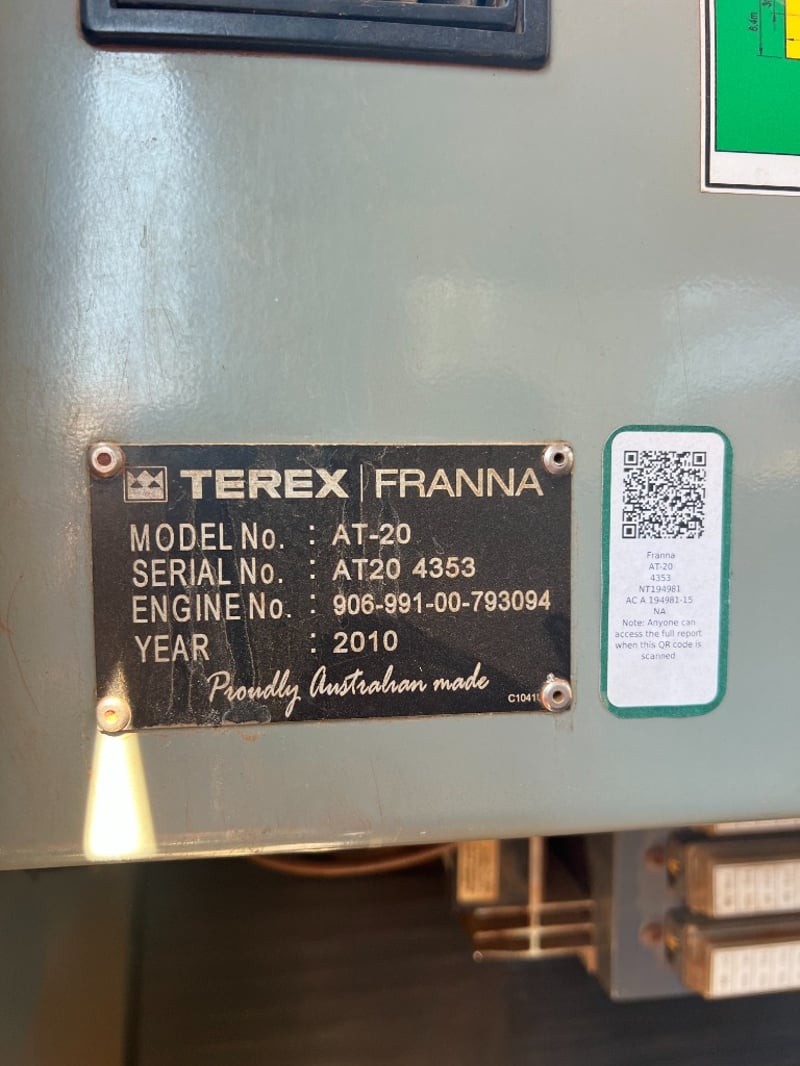 8.4m
TEREX | FRANNA
MODEL No. : AT-20
SERIAL No. : AT20 4353
ENGINE No. : 906-991-00-793094
YEAR : 2010
Proudly Australian made
Franna
AT-20
4353
NT194981
AC A 194981-15
NA
Note: Anyone can
access the full report
when this QR code is
scanned